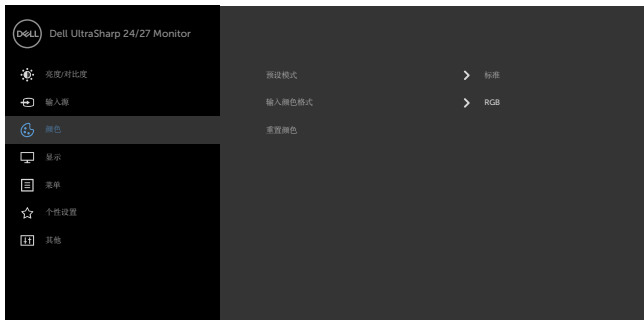 DELL Dell UltraSharp 24/27 Monitor
亮度/对比度
输入源
颜色
显示
菜单
个性设置
其他
预设模式 标准
输入颜色格式 RGB
重置颜色